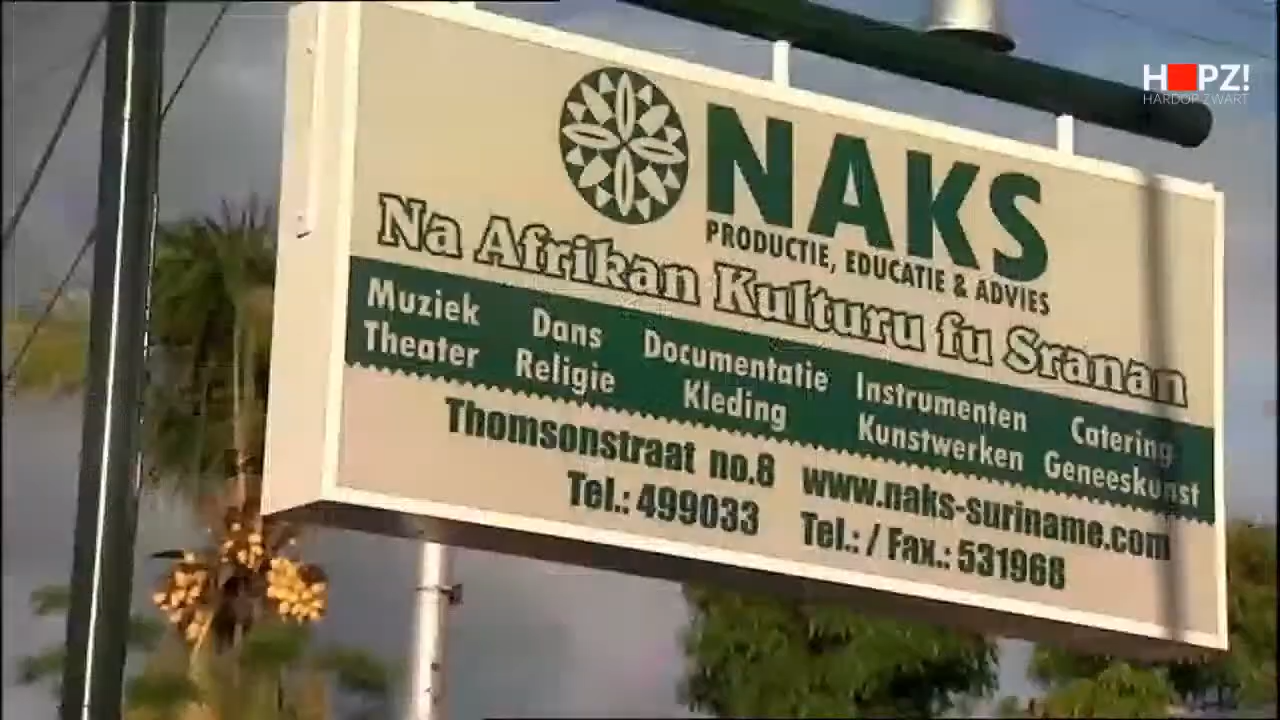 H PZ!
HARDOP ZWART
NAKS
PRODUCTIE, EDUCATIE & ADVIES
Na Afrikan Kulturu fu Sranan
Muziek Dans Documentatie Instrumenten Catering
Theater Religie Kleding Kunstwerken Geneeskunst
Thomsonstraat no.8 www.naks-suriname.com
Tel.: 499033 Tel.: / Fax.: 531968